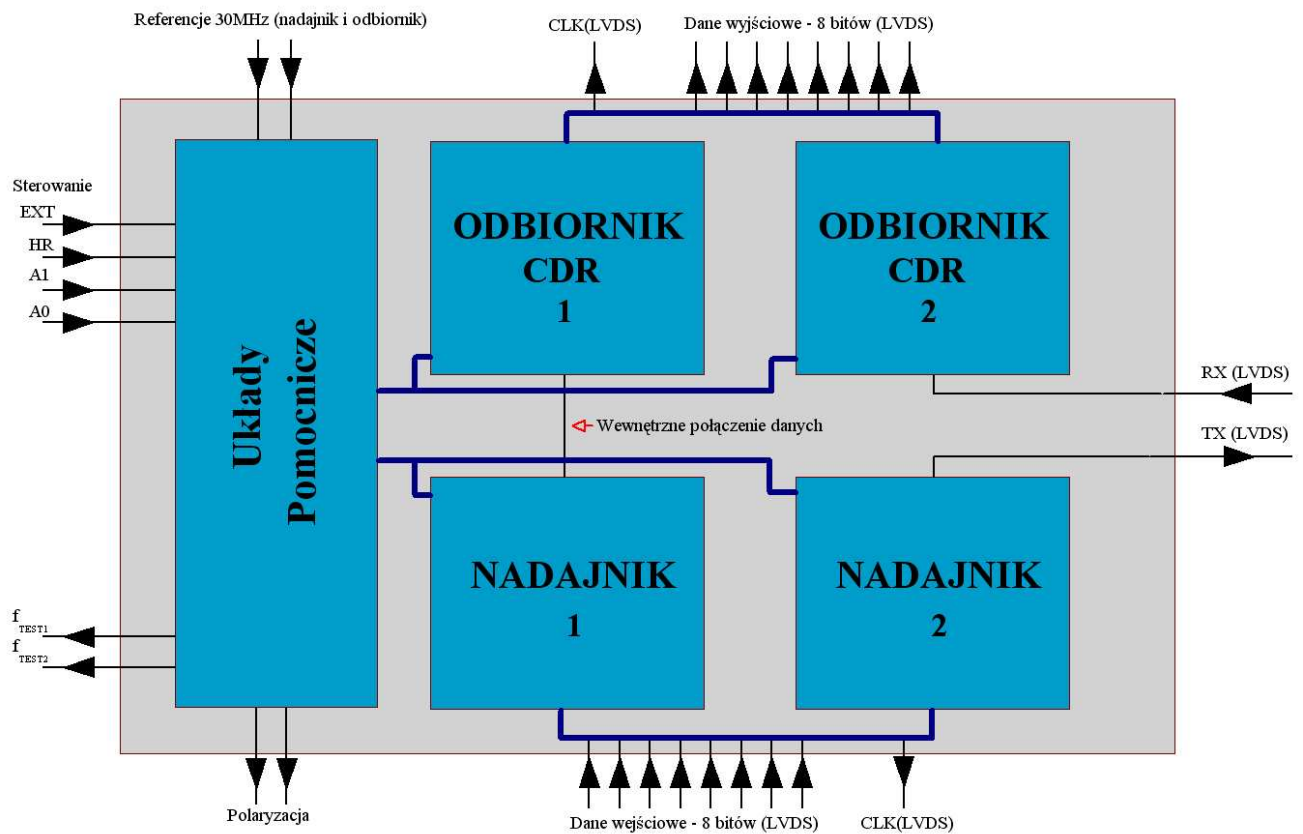 Referencje 30MHz (nadajnik i odbiornik)
CLK(LVDS)
Dane wyjściowe - 8 bitów (LVDS)
Sterowanie
EXT
HR
A1
A0
Układy
Pomocnicze
ODBIORNIK
CDR
1
ODBIORNIK
CDR
2
RX (LVDS)
Wewnętrzne połączenie danych
TX (LVDS)
NADAJNIK
1
NADAJNIK
2
f TEST1
f TEST2
Polaryzacja
Dane wejściowe - 8 bitów (LVDS)
CLK(LVDS)